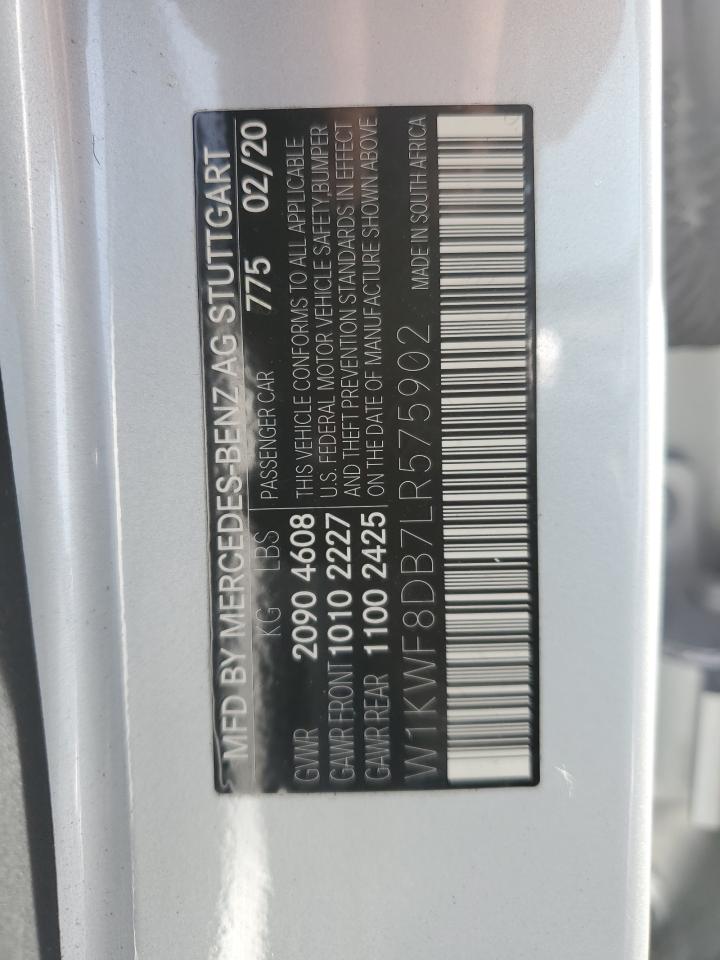 MFD BY MERCEDES-BENZ AG STUTTGART
KG LBS PASSENGER CAR 775 02/20
GVWR 2090 4608 THIS VEHICLE CONFORMS TO ALL APPLICABLE
GAWR FRONT 1010 2227 U.S. FEDERAL MOTOR VEHICLE SAFETY, BUMPER
GAWR REAR 1100 2425 AND THEFT PREVENTION STANDARDS IN EFFECT
ON THE DATE OF MANUFACTURE SHOWN ABOVE
W1KWF8DB7LR575902 MADE IN SOUTH AFRICA